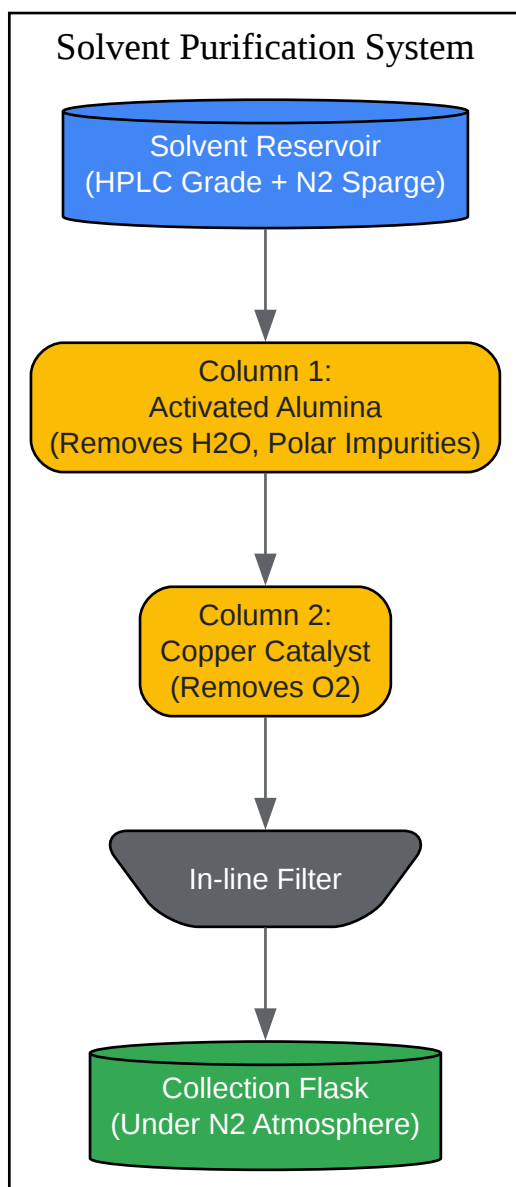 Solvent Purification System
Solvent Reservoir
(HPLC Grade + N2 Sparge)
Column 1:
Activated Alumina
(Removes H2O, Polar Impurities)
Column 2:
Copper Catalyst
(Removes O2)
In-line Filter
Collection Flask
(Under N2 Atmosphere)